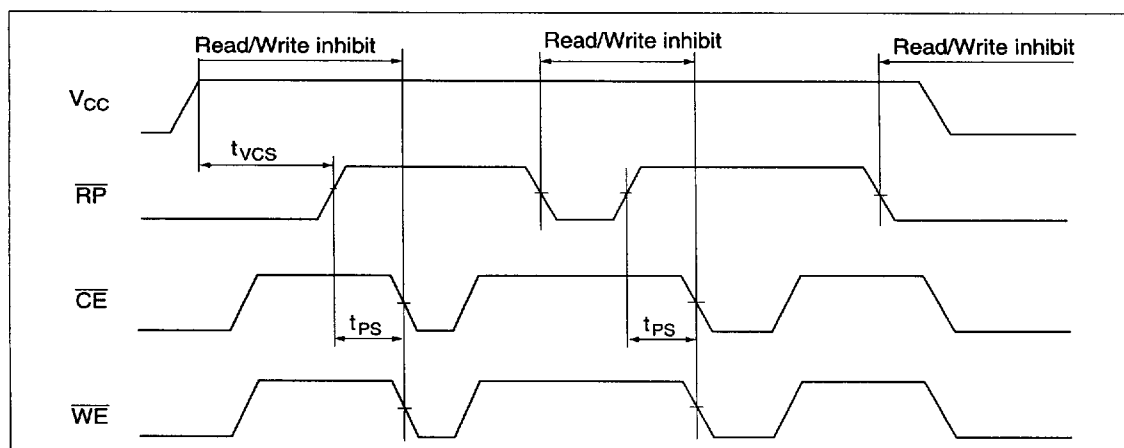 Read/Write inhibit
Read/Write inhibit
Read/Write inhibit
VCC
tVCS
RP
CE
tPS
tPS
WE